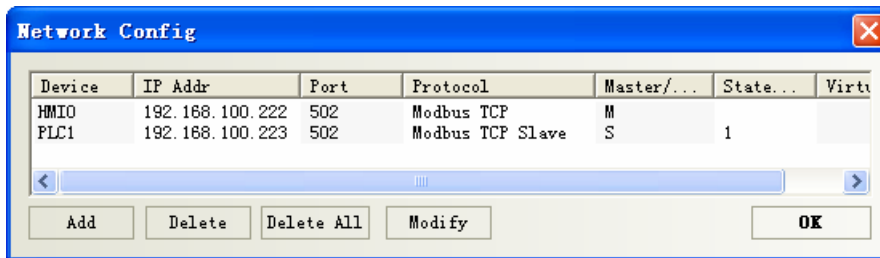 Network Config
Device IP Addr Port Protocol Master/... State... Virtu
HMI0 192.168.100.222 502 Modbus TCP M
PLC1 192.168.100.223 502 Modbus TCP Slave S 1
Add Delete Delete All Modify OK